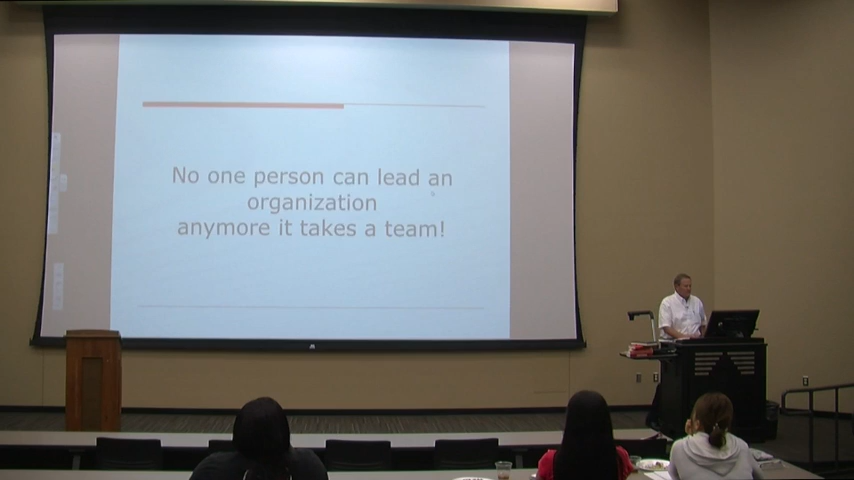 No one person can lead an
organization
anymore it takes a team!